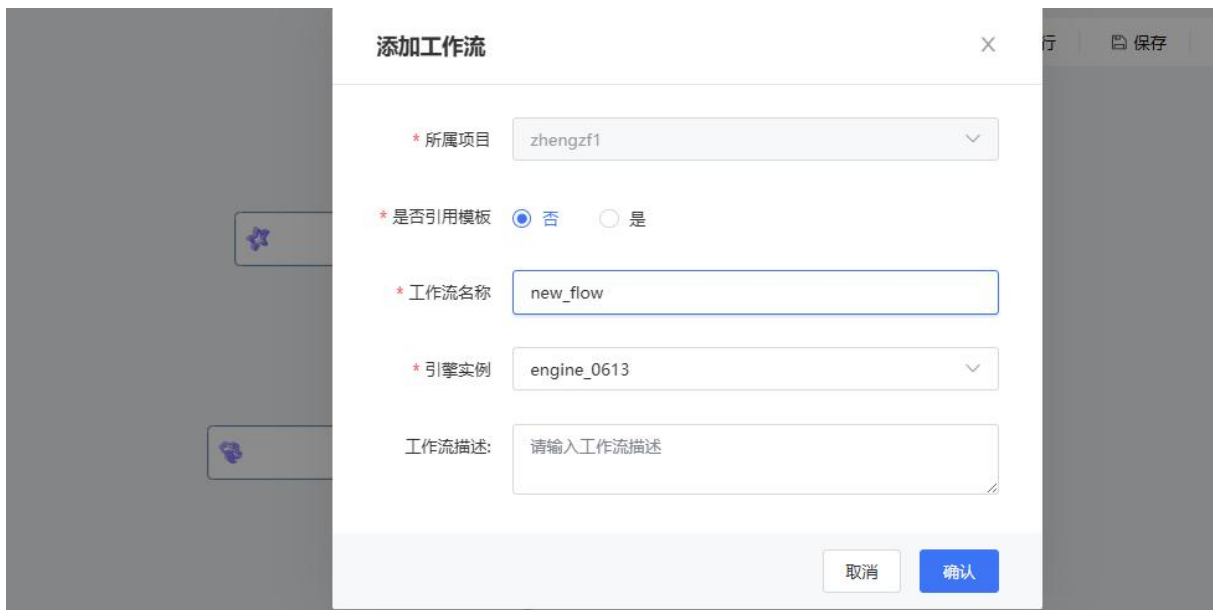 添加工作流
行 保存
* 所属项目 zhengzf1
* 是否引用模板 否 是
* 工作流名称 new_flow
* 引擎实例 engine_0613
工作流描述: 请输入工作流描述
取消 确认